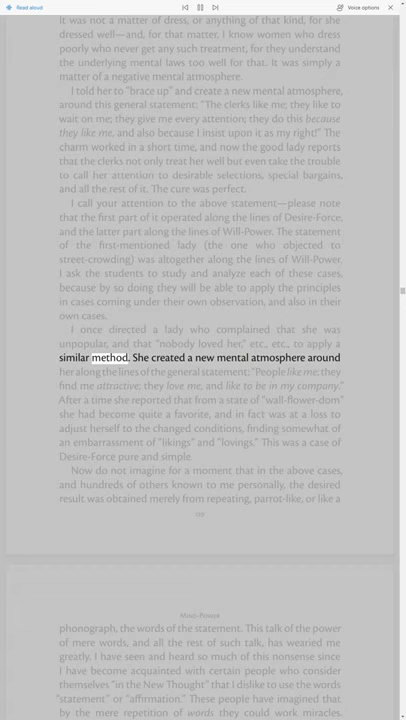 Read aloud
Voice options
It was not a matter of dress, or anything of that kind, for she
dressed well—and, for that matter, I know women who dress
poorly who never get any such treatment, for they understand
the underlying mental laws too well for that. It was simply a
matter of a negative mental atmosphere.
I told her to "brace up" and create a new mental atmosphere,
around this general statement: "The clerks like me; they like to
wait on me; they give me every attention; they do this because
they like me, and also because I insist upon it as my right!" The
charm worked in a short time, and now the good lady reports
that the clerks not only treat her well but even take the trouble
to call her attention to desirable selections, special bargains,
and all the rest of it. The cure was perfect.
I call your attention to the above statement—please note
that the first part of it operated along the lines of Desire-Force,
and the latter part along the lines of Will-Power. The statement
of the first-mentioned lady (the one who objected to
street-crowding) was altogether along the lines of Will-Power.
I ask the students to study and analyze each of these cases,
because by so doing they will be able to apply the principles
in cases coming under their own observation, and also in their
own cases.
I once directed a lady who complained that she was
unpopular, and that "nobody loved her," etc., etc., to apply a
similar method. She created a new mental atmosphere around
her along the lines of the general statement: "People like me; they
find me attractive; they love me, and like to be in my company."
After a time she reported that from a state of "wall-flower-dom"
she had become quite a favorite, and in fact was at a loss to
adjust herself to the changed conditions, finding somewhat of
an embarrassment of "likings" and "lovings." This was a case of
Desire-Force pure and simple.
Now do not imagine for a moment that in the above cases,
and hundreds of others known to me personally, the desired
result was obtained merely from repeating, parrot-like, or like a
Mind-Power
phonograph, the words of the statement. This talk of the power
of mere words, and all the rest of such talk, has wearied me
greatly. I have seen and heard so much of this nonsense since
I have become acquainted with certain people who consider
themselves "in the New Thought" that I dislike to use the words
"statement" or "affirmation." These people have imagined that
by the mere repetition of words they could work miracles.